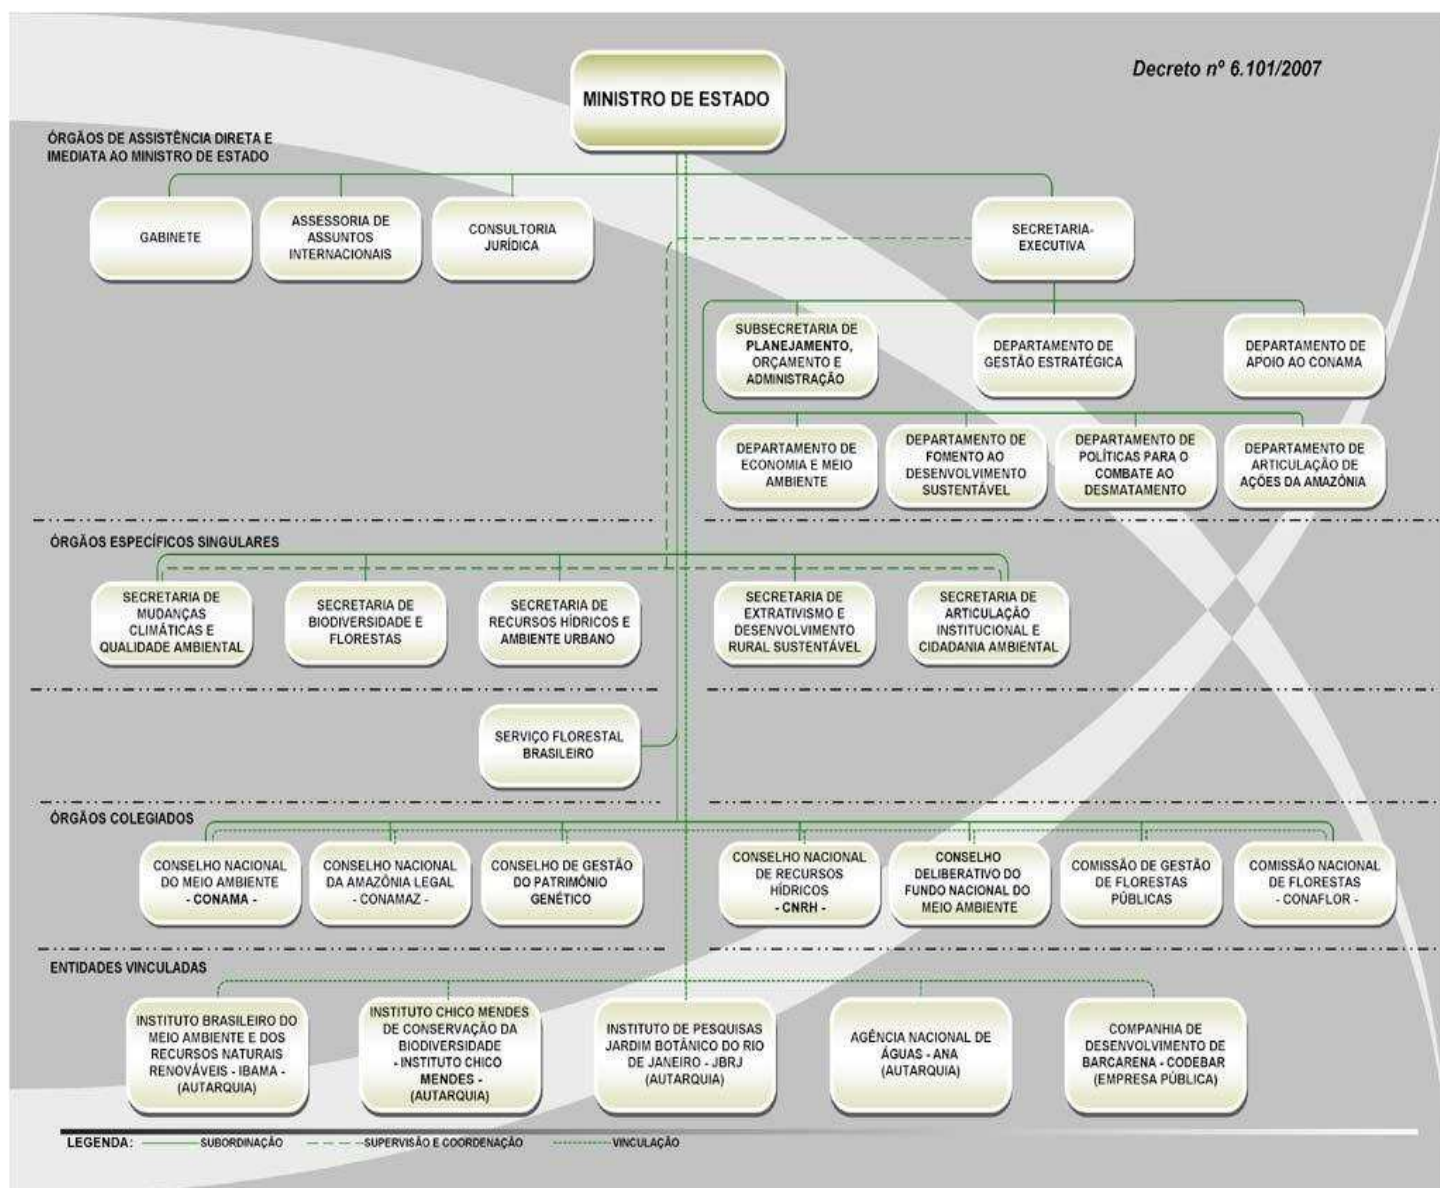 Decreto nº 6.101/2007
MINISTRO DE ESTADO
ÓRGÃOS DE ASSISTÊNCIA DIRETA E
IMEDIATA AO MINISTRO DE ESTADO
GABINETE
ASSESSORIA DE
ASSUNTOS
INTERNACIONAIS
CONSULTORIA
JURÍDICA
SECRETARIA-
EXECUTIVA
SUBSECRETARIA DE
PLANEJAMENTO,
ORÇAMENTO E
ADMINISTRAÇÃO
DEPARTAMENTO DE
GESTÃO ESTRATÉGICA
DEPARTAMENTO DE
APOIO AO CONAMA
DEPARTAMENTO DE
ECONOMIA E MEIO
AMBIENTE
DEPARTAMENTO DE
FOMENTO AO
DESENVOLVIMENTO
SUSTENTÁVEL
DEPARTAMENTO DE
POLÍTICAS PARA O
COMBATE AO
DESMATAMENTO
DEPARTAMENTO DE
ARTICULAÇÃO DE
AÇÕES DA AMAZÔNIA
ÓRGÃOS ESPECÍFICOS SINGULARES
SECRETARIA DE
MUDANÇAS
CLIMÁTICAS E
QUALIDADE AMBIENTAL
SECRETARIA DE
BIODIVERSIDADE E
FLORESTAS
SECRETARIA DE
RECURSOS HÍDRICOS E
AMBIENTE URBANO
SECRETARIA DE
EXTRATIVISMO E
DESENVOLVIMENTO
RURAL SUSTENTÁVEL
SECRETARIA DE
ARTICULAÇÃO
INSTITUCIONAL E
CIDADANIA AMBIENTAL
SERVIÇO FLORESTAL
BRASILEIRO
ÓRGÃOS COLEGIADOS
CONSELHO NACIONAL
DO MEIO AMBIENTE
- CONAMA -
CONSELHO NACIONAL
DA AMAZÔNIA LEGAL
- CONAMAZ -
CONSELHO DE GESTÃO
DO PATRIMÔNIO
GENÉTICO
CONSELHO NACIONAL
DE RECURSOS
HÍDRICOS
- CNRH -
CONSELHO
DELIBERATIVO DO
FUNDO NACIONAL DO
MEIO AMBIENTE
COMISSÃO DE GESTÃO
DE FLORESTAS
PÚBLICAS
COMISSÃO NACIONAL
DE FLORESTAS
- CONAFLOR -
ENTIDADES VINCULADAS
INSTITUTO BRASILEIRO DO
MEIO AMBIENTE E DOS
RECURSOS NATURAIS
RENOVÁVEIS - IBAMA -
(AUTARQUIA)
INSTITUTO CHICO MENDES
DE CONSERVAÇÃO DA
BIODIVERSIDADE
- INSTITUTO CHICO
MENDES -
(AUTARQUIA)
INSTITUTO DE PESQUISAS
JARDIM BOTÂNICO DO RIO
DE JANEIRO - JBRJ
(AUTARQUIA)
AGÊNCIA NACIONAL DE
ÁGUAS - ANA
(AUTARQUIA)
COMPANHIA DE
DESENVOLVIMENTO DE
BARCARENA - CODEBAR
(EMPRESA PÚBLICA)
LEGENDA: SUBORDINAÇÃO SUPERVISÃO E COORDENAÇÃO VINCULAÇÃO